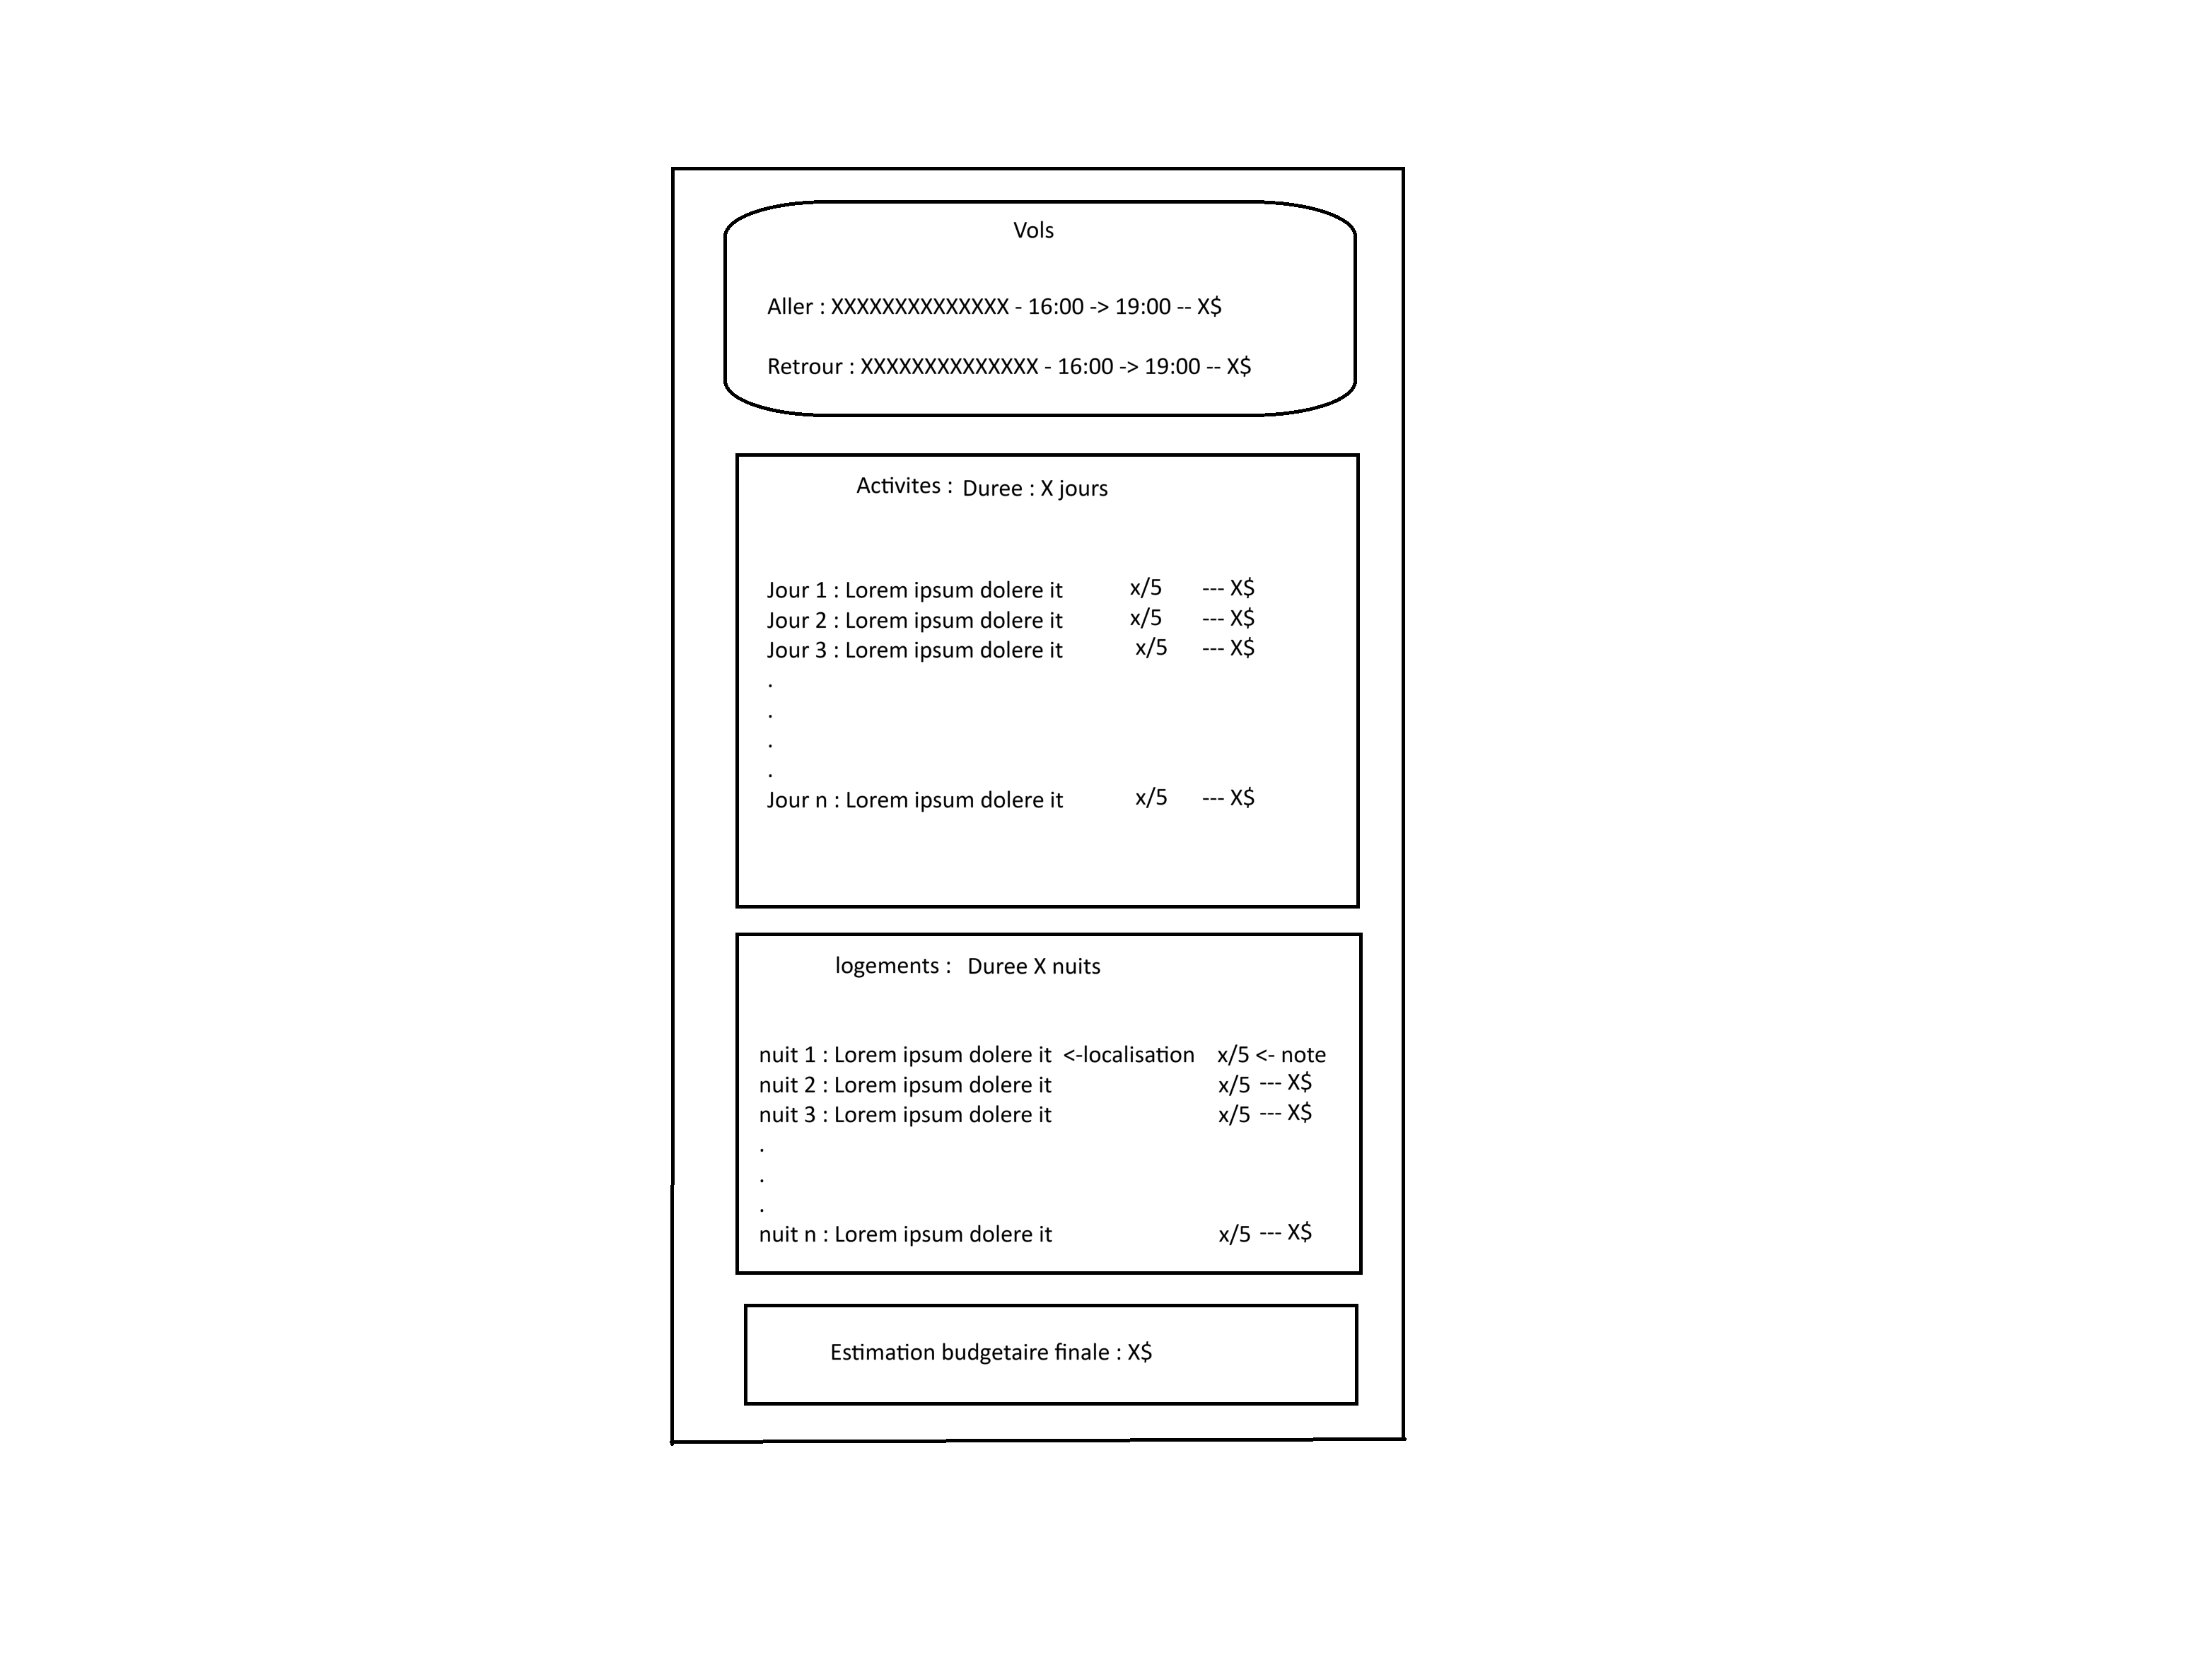 Vols
Aller : XXXXXXXXXXXXXX - 16:00 -> 19:00 -- X$
Retrour : XXXXXXXXXXXXXX - 16:00 -> 19:00 -- X$
Activites : Duree : X jours
Jour 1 : Lorem ipsum dolere it x/5 --- X$
Jour 2 : Lorem ipsum dolere it x/5 --- X$
Jour 3 : Lorem ipsum dolere it x/5 --- X$
.
.
.
.
Jour n : Lorem ipsum dolere it x/5 --- X$
logements : Duree X nuits
nuit 1 : Lorem ipsum dolere it <-localisation x/5 <- note
nuit 2 : Lorem ipsum dolere it x/5 --- X$
nuit 3 : Lorem ipsum dolere it x/5 --- X$
.
.
.
nuit n : Lorem ipsum dolere it x/5 --- X$
Estimation budgetaire finale : X$